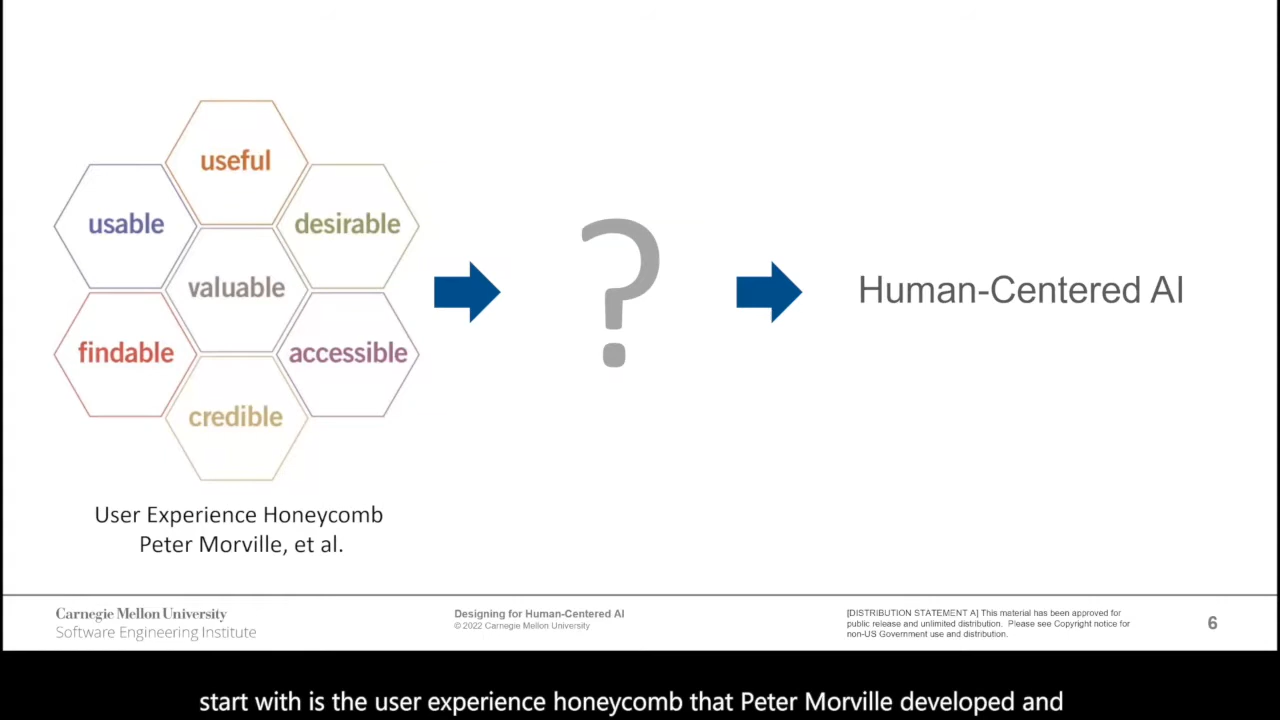 useful
usable
desirable
valuable
findable
accessible
credible
?
Human-Centered AI
User Experience Honeycomb
Peter Morville, et al.
Carnegie Mellon University
Software Engineering Institute
Designing for Human-Centered AI
© 2022 Carnegie Mellon University
[DISTRIBUTION STATEMENT A] This material has been approved for
public release and unlimited distribution. Please see Copyright notice for
non-US Government use and distribution.
6
start with is the user experience honeycomb that Peter Morville developed and